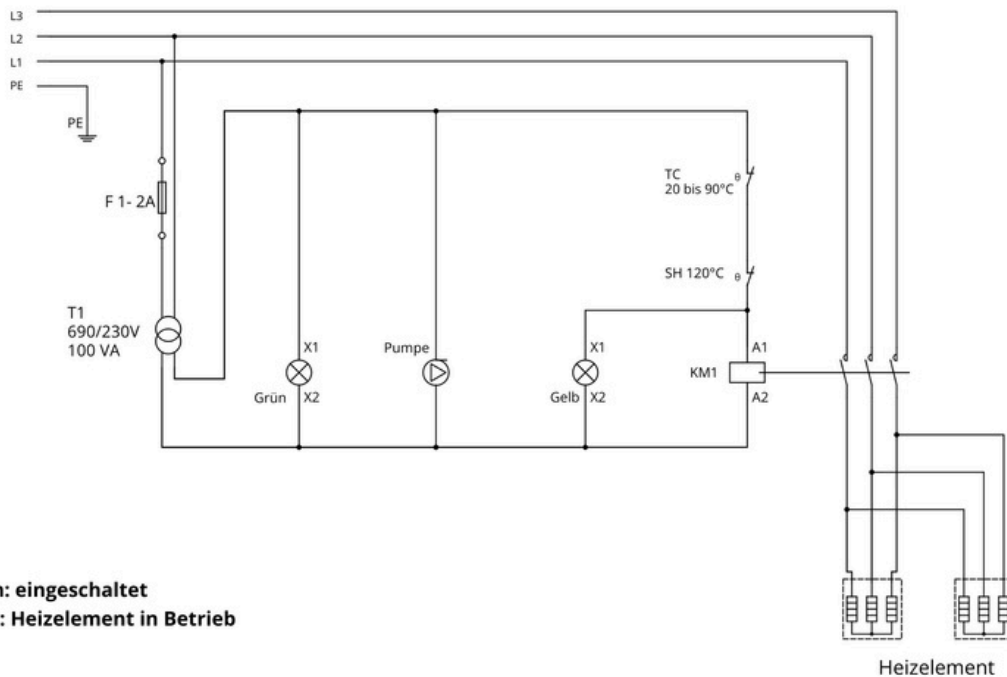 L3
L2
L1
PE
PE
F 1- 2A
TC θ
20 bis 90°C
SH 120°C θ
T1
690/230V
100 VA
X1
Grün X2
Pumpe
X1
Gelb X2
A1
KM1
A2
: eingeschaltet
: Heizelement in Betrieb
Heizelement